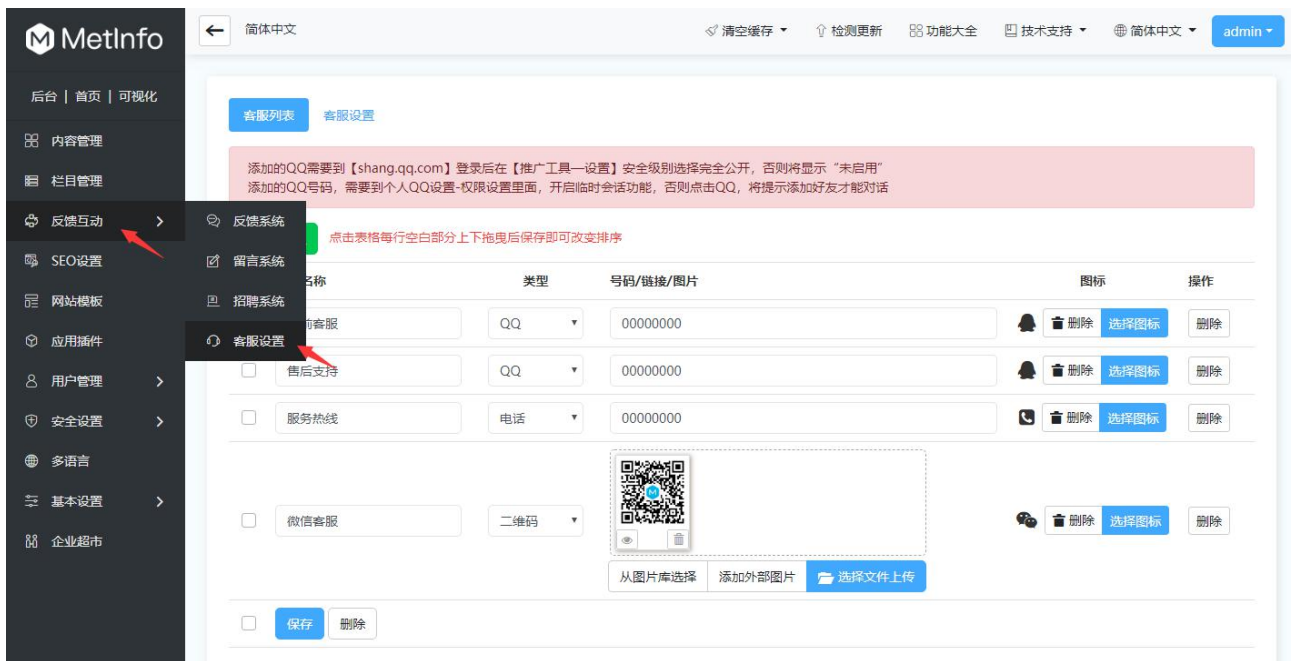 MetInfo
简体中文
清空缓存
检测更新
功能大全
技术支持
简体中文
admin
后台 | 首页 | 可视化
内容管理
栏目管理
反馈互动
SEO设置
网站模板
应用插件
用户管理
安全设置
多语言
基本设置
企业超市
反馈系统
留言系统
招聘系统
客服设置
客服列表
客服设置
添加的QQ需要到【shang.qq.com】登录后在【推广工具—设置】安全级别选择完全公开，否则将显示“未启用”
添加的QQ号码，需要到个人QQ设置-权限设置里面，开启临时会话功能，否则点击QQ，将提示添加好友才能对话
点击表格每行空白部分上下拖曳后保存即可改变排序
名称 类型 号码/链接/图片 图标 操作
前客服 QQ 00000000 删除 选择图标 删除
售后支持 QQ 00000000 删除 选择图标 删除
服务热线 电话 00000000 删除 选择图标 删除
微信客服 二维码 删除 选择图标 删除
从图片库选择 添加外部图片 选择文件上传
保存 删除